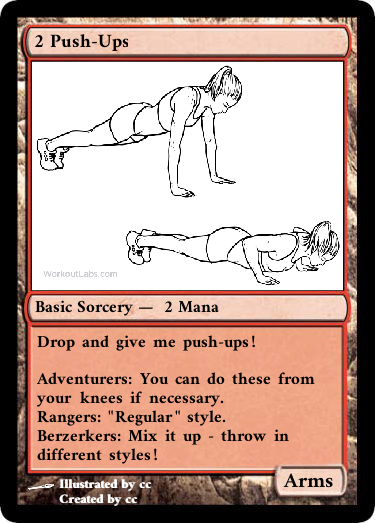 2 Push-Ups
WorkoutLabs.com
Basic Sorcery — 2 Mana
Drop and give me push-ups!
Adventurers: You can do these from
your knees if necessary.
Rangers: "Regular" style.
Berzerkers: Mix it up - throw in
different styles!
Arms
Illustrated by cc
Created by cc